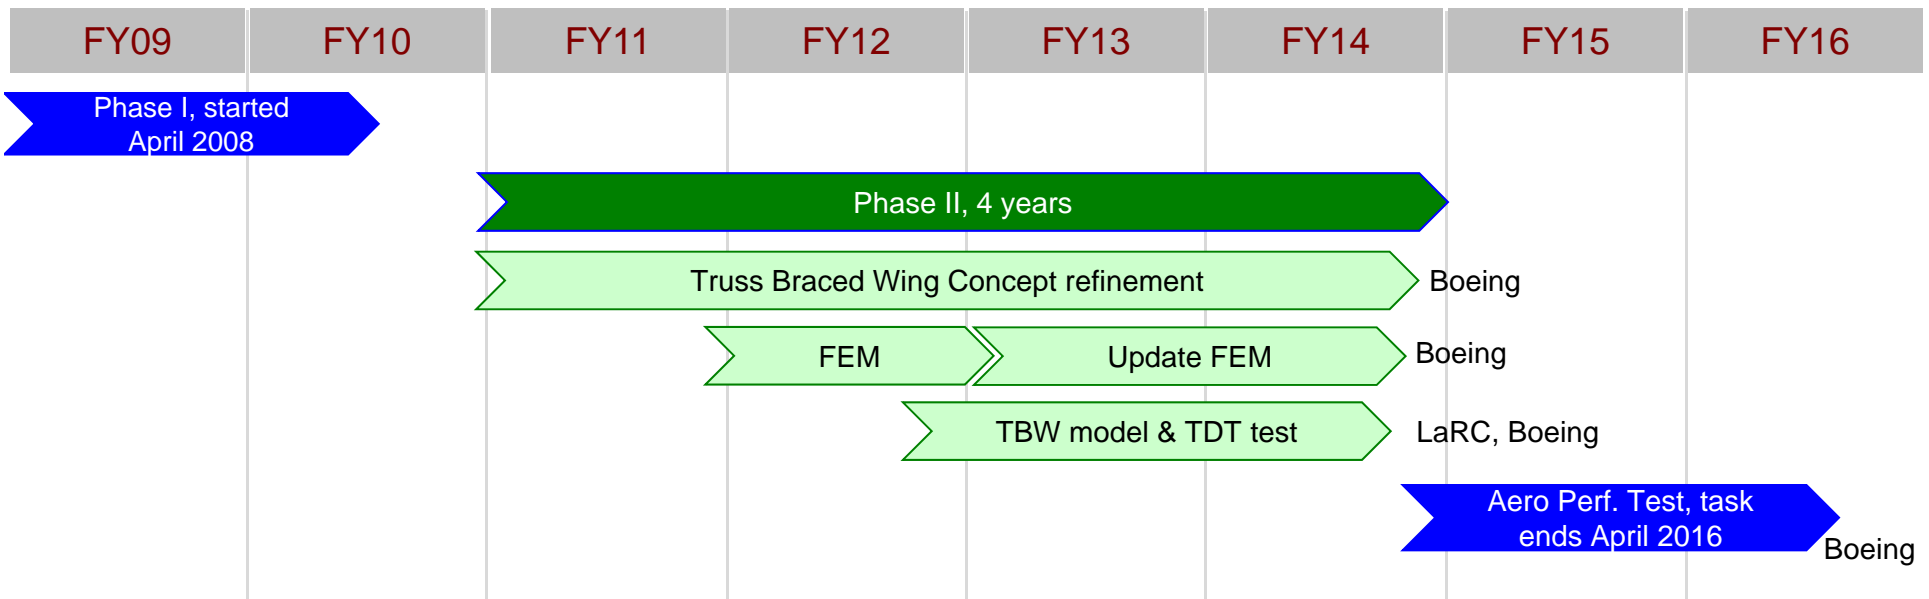 FY09 FY10 FY11 FY12 FY13 FY14 FY15 FY16
Phase I, started
April 2008
Phase II, 4 years
Truss Braced Wing Concept refinement Boeing
FEM Update FEM Boeing
TBW model & TDT test LaRC, Boeing
Aero Perf. Test, task
ends April 2016
Boeing